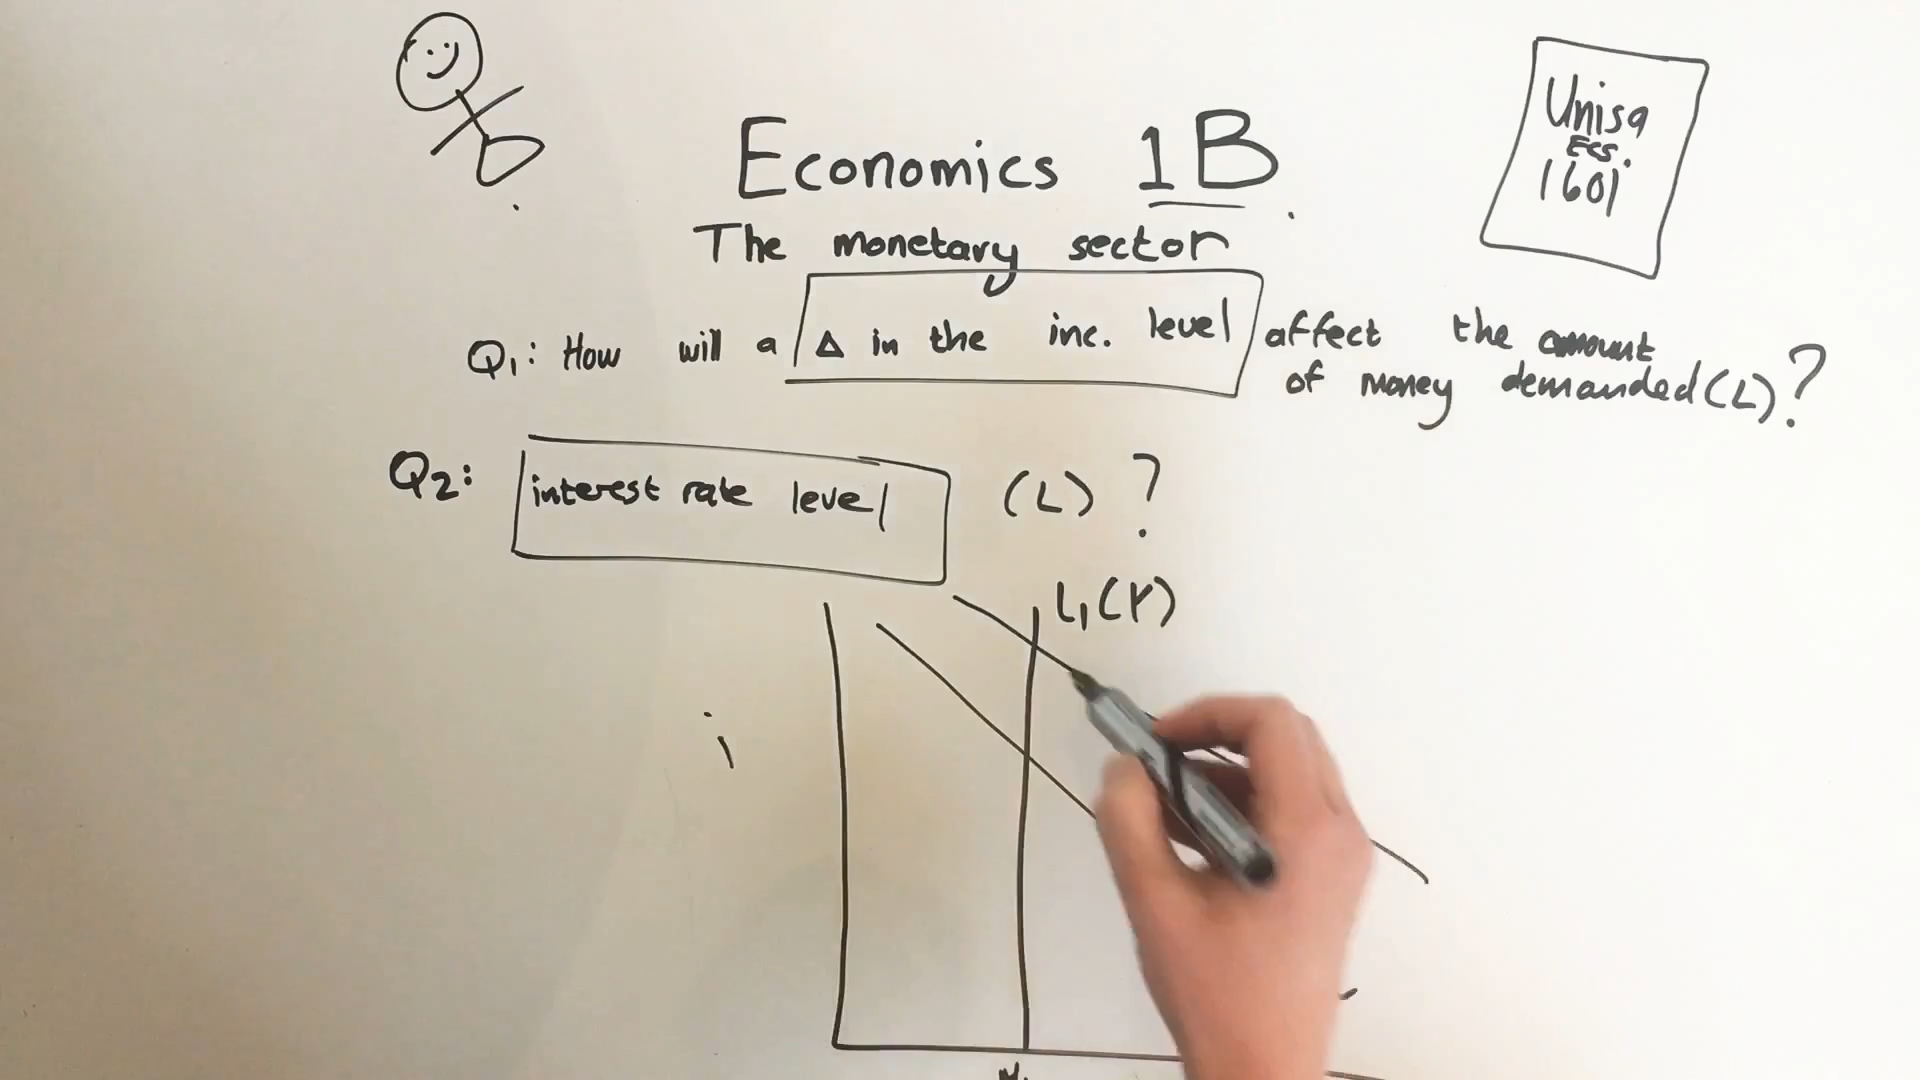 Unisa
Ecs.
1601
Economics 1B
The monetary sector
Q1: How will a Δ in the inc. level affect the amount
of money demanded (L)?
Q2: interest rate level (L) ?
L1(Y)
i